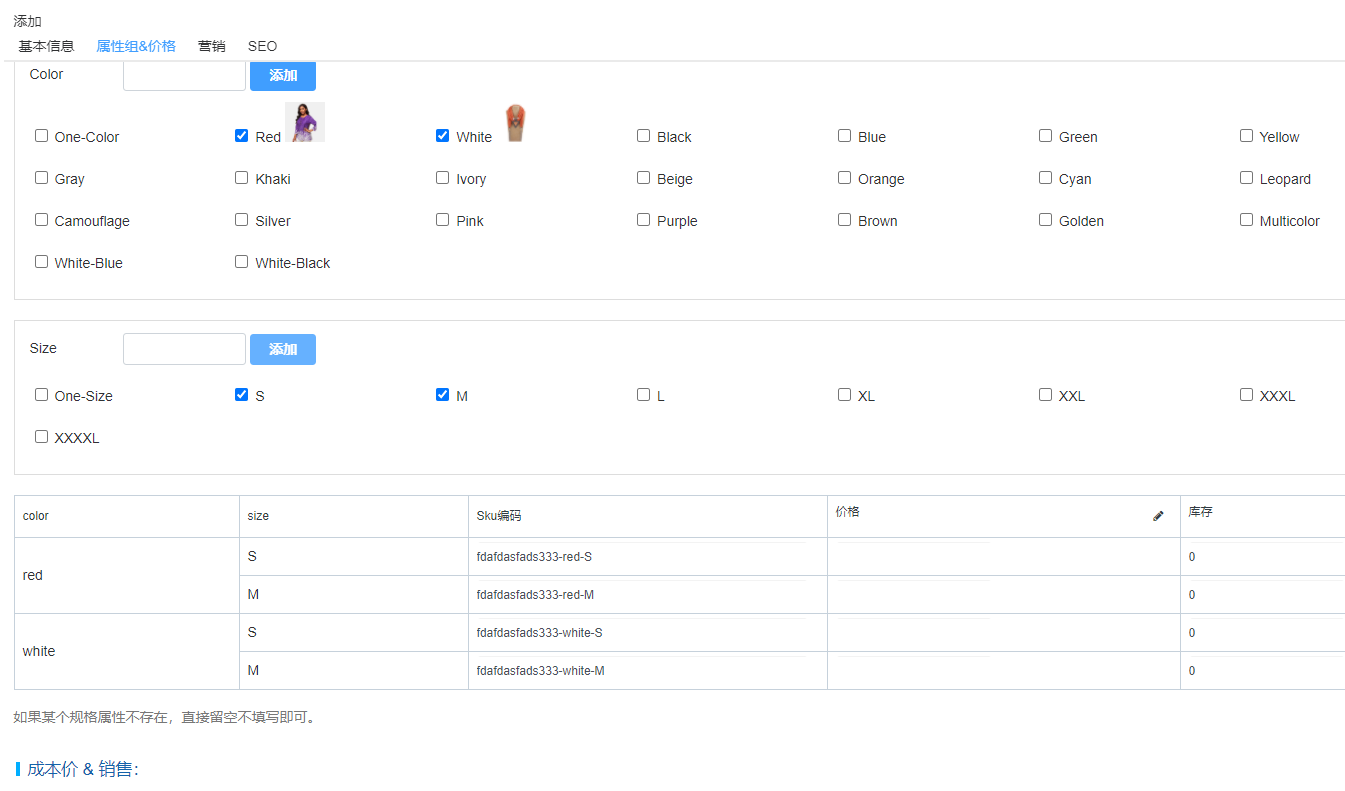 添加
基本信息 属性组&价格 营销 SEO
Color 添加
One-Color Red White Black Blue Green Yellow
Gray Khaki Ivory Beige Orange Cyan Leopard
Camouflage Silver Pink Purple Brown Golden Multicolor
White-Blue White-Black
Size 添加
One-Size S M L XL XXL XXXL
XXXXL
color size Sku编码 价格 库存
red S fdafdasfads333-red-S 0
M fdafdasfads333-red-M 0
white S fdafdasfads333-white-S 0
M fdafdasfads333-white-M 0
如果某个规格属性不存在，直接留空不填写即可。
成本价 & 销售：